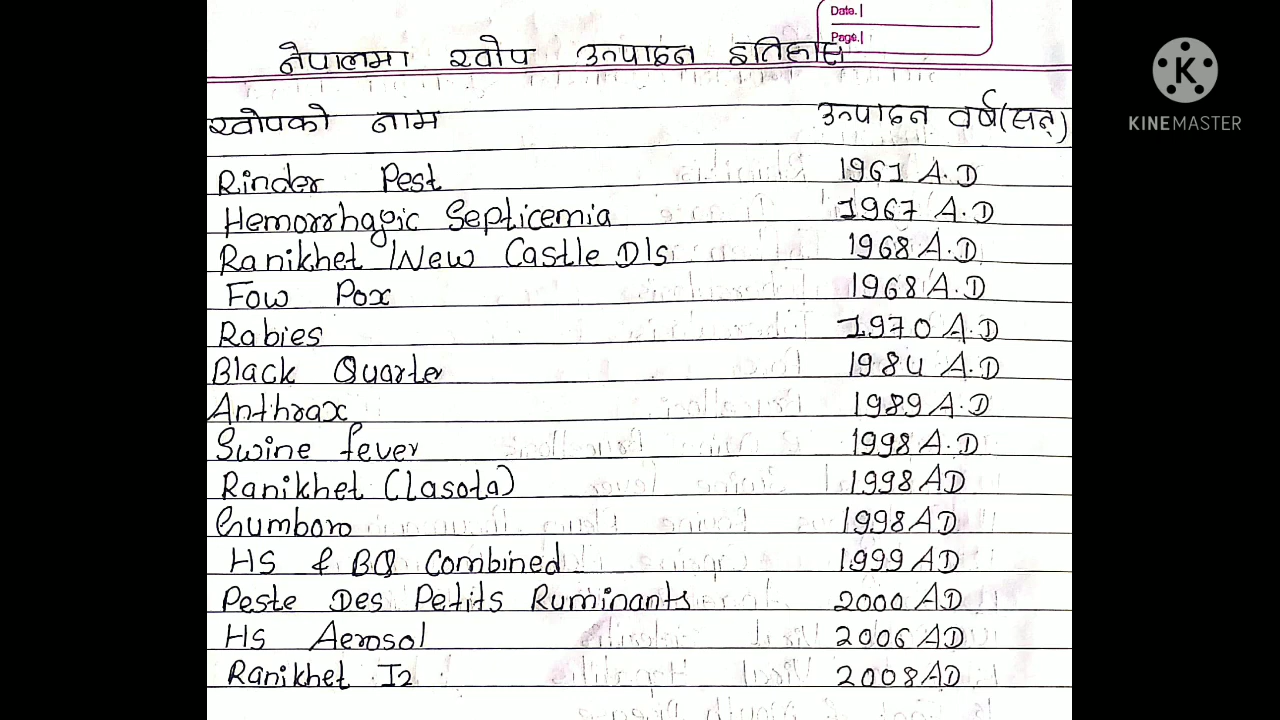 Date.
Page.
नेपालमा खोप उत्पादन इतिहास
खोपको नाम उत्पादन वर्ष(सन्)
Rinder Pest 1961 A.D
Hemorrhagic Septicemia 1967 A.D
Ranikhet /New Castle DIs 1968 A.D
Fow Pox 1968 A.D
Rabies 1970 A.D
Black Quarter 1984 A.D
Anthrax 1989 A.D
Swine fever 1998 A.D
Ranikhet (Lasota) 1998 AD
Gumboro 1998 AD
HS & BQ Combined 1999 AD
Peste Des Petits Ruminants 2000 AD
HS Aerosol 2006 AD
Ranikhet I2 2008 AD
K
KINEMASTER